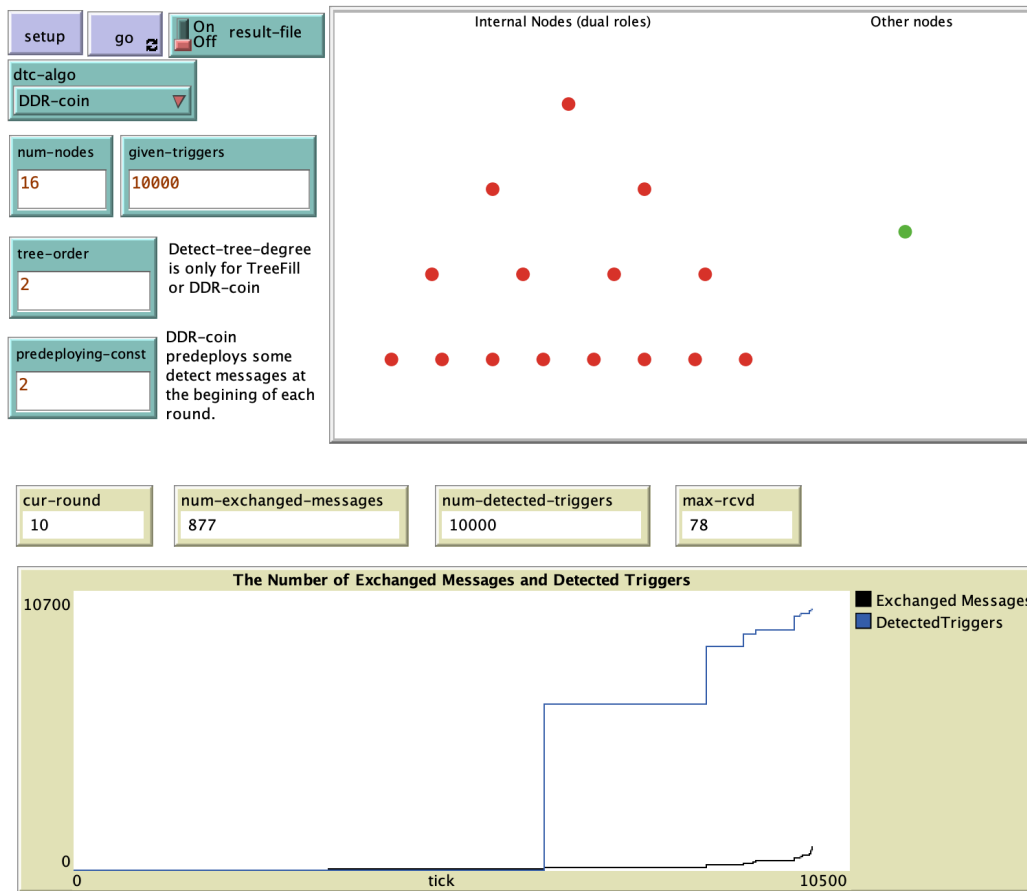 setup
go
On
Off
result-file
dtc-algo
DDR-coin
num-nodes
16
given-triggers
10000
tree-order
2
Detect-tree-degree
is only for TreeFill
or DDR-coin
predeploying-const
2
DDR-coin
predeploys some
detect messages at
the begining of each
round.
Internal Nodes (dual roles)
Other nodes
cur-round
10
num-exchanged-messages
877
num-detected-triggers
10000
max-rcvd
78
The Number of Exchanged Messages and Detected Triggers
10700
0
0
tick
10500
Exchanged Messages
DetectedTriggers